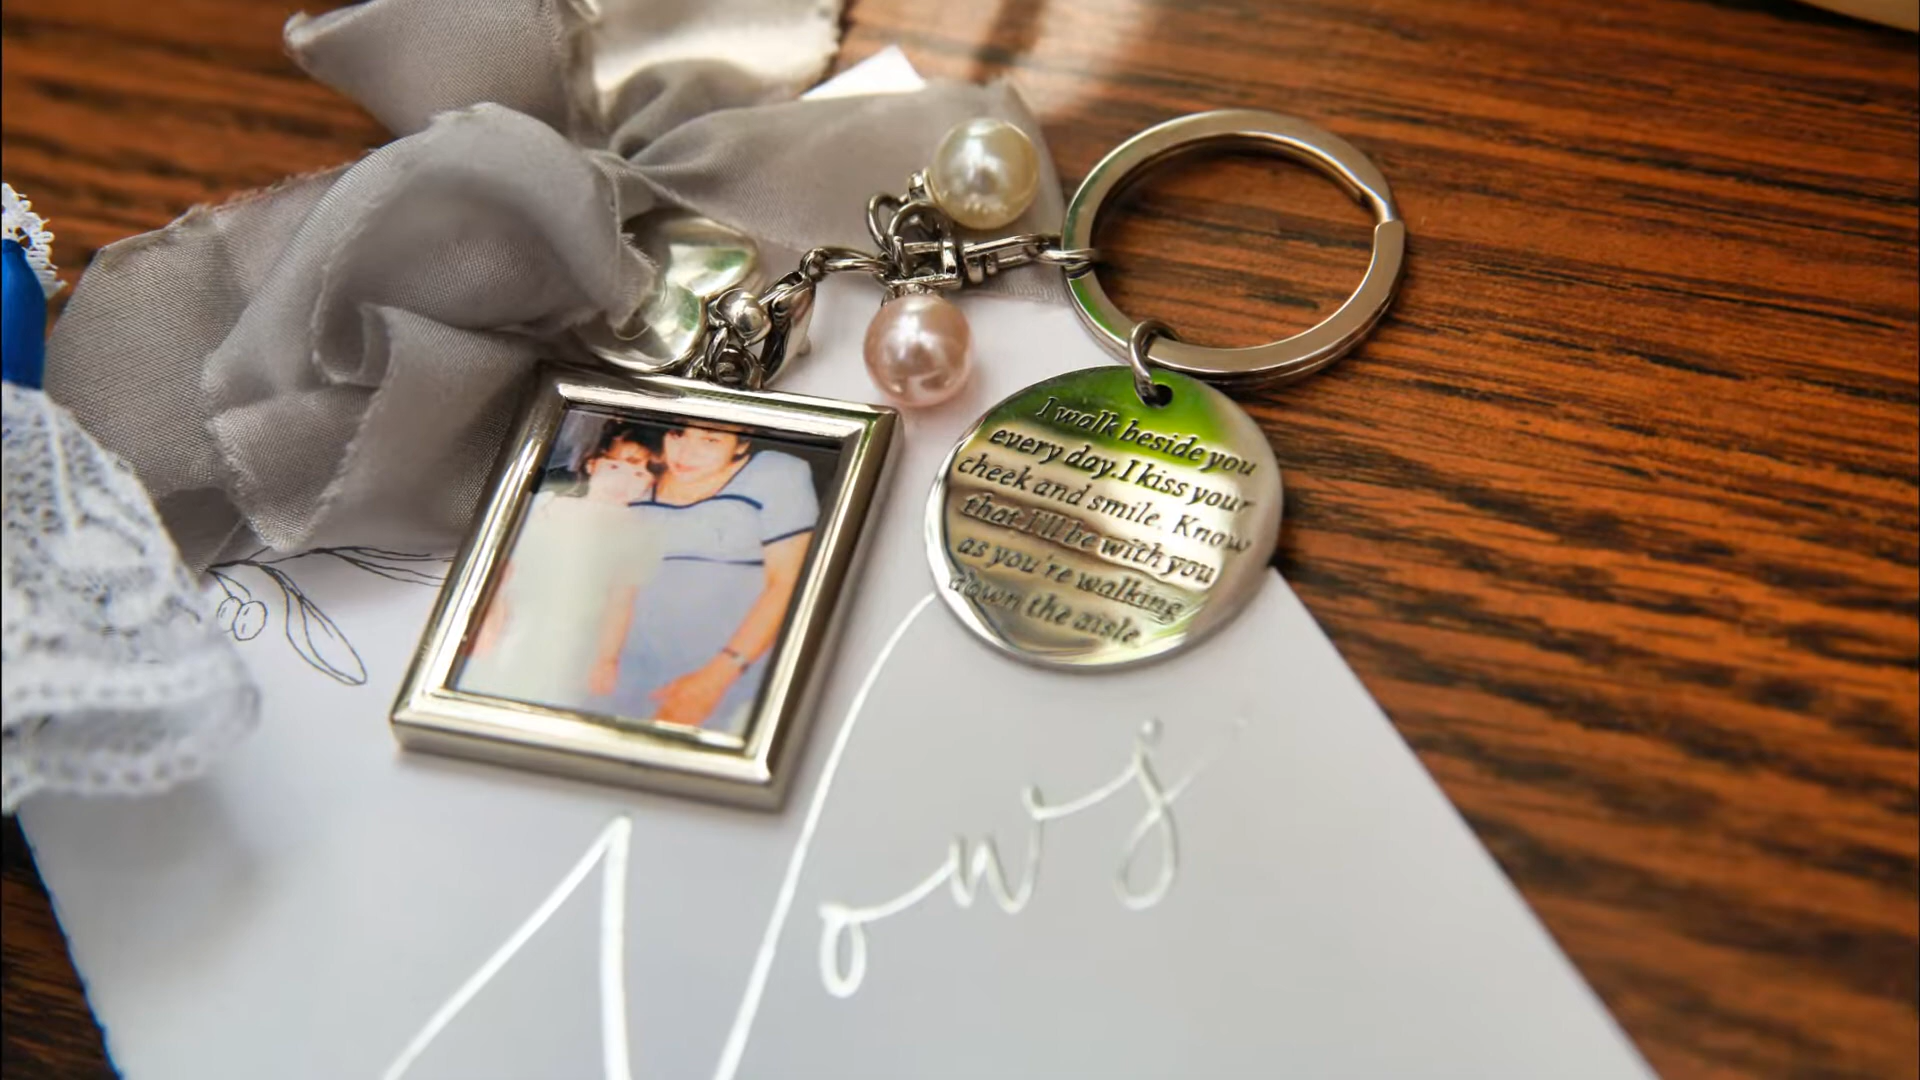 I walk beside you
every day.I kiss your
cheek and smile. Know
that I'll be with you
as you're walking
down the aisle
Vows